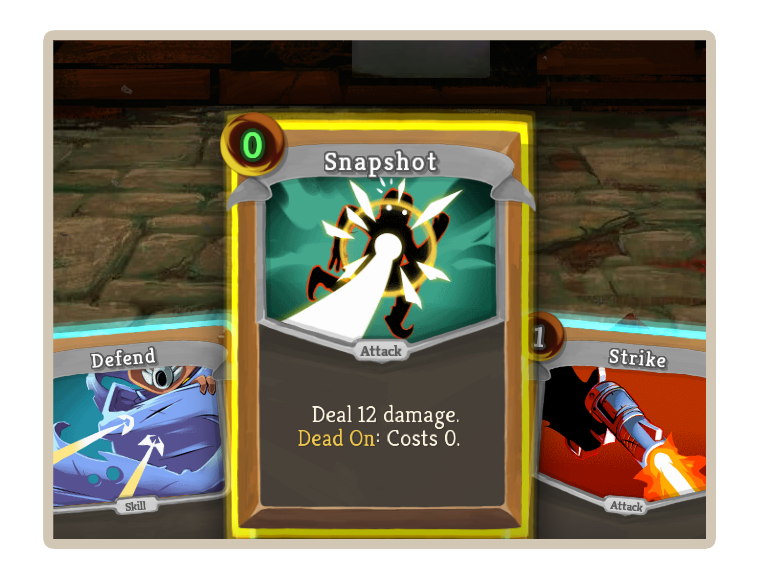 0
Snapshot
Attack
Deal 12 damage.
Dead On: Costs 0.
Defend
Skill
1
Strike
Attack